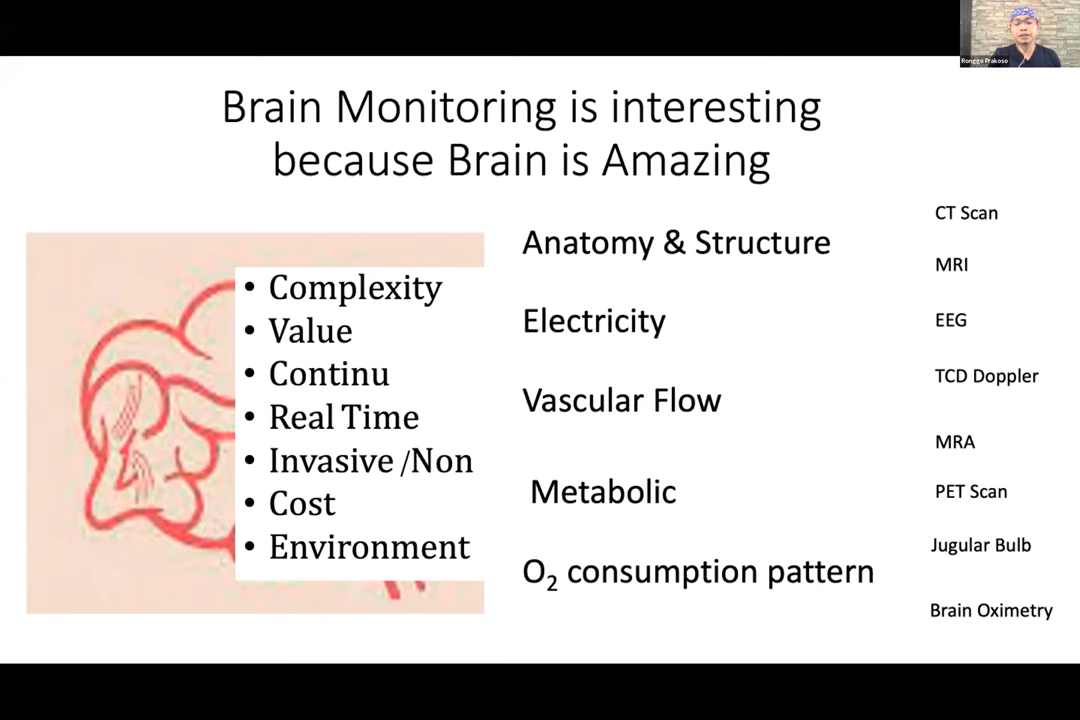 Ronggo Prakoso
Brain Monitoring is interesting
because Brain is Amazing
• Complexity
• Value
• Continu
• Real Time
• Invasive /Non
• Cost
• Environment
Anatomy & Structure
Electricity
Vascular Flow
Metabolic
O₂ consumption pattern
CT Scan
MRI
EEG
TCD Doppler
MRA
PET Scan
Jugular Bulb
Brain Oximetry